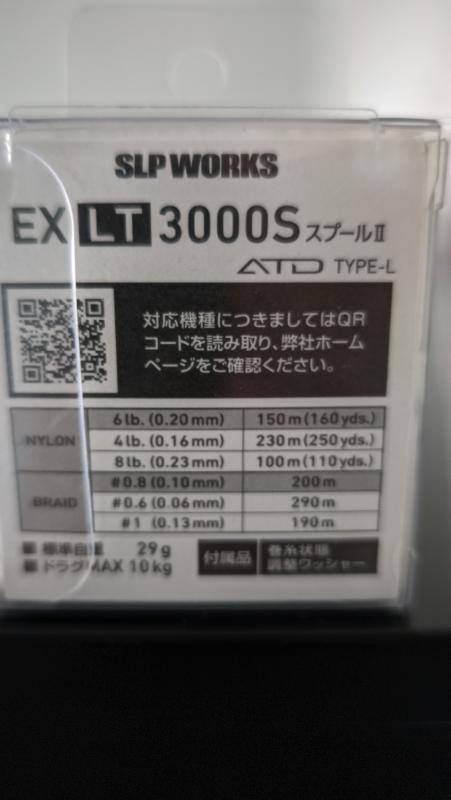 SLP WORKS
EX LT 3000S スプールⅡ
ATD TYPE-L
対応機種につきましてはQR
コードを読み取り、弊社ホーム
ページをご確認ください。
NYLON
6lb. (0.20mm) 150m(160yds.)
4lb. (0.16mm) 230m(250yds.)
8lb. (0.23mm) 100m(110yds.)
BRAID
#0.8 (0.10mm) 200m
#0.6 (0.06mm) 290m
#1 (0.13mm) 190m
■ 標準自重 29g
■ ドラグMAX 10kg
付属品
巻糸状態
調整ワッシャー